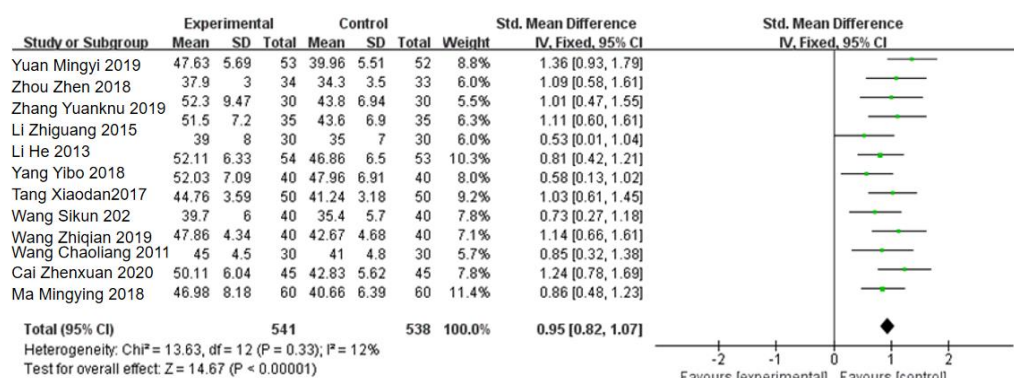 Experimental Control Std. Mean Difference Std. Mean Difference
Study or Subgroup Mean SD Total Mean SD Total Weight IV, Fixed, 95% CI IV, Fixed, 95% CI
Yuan Mingyi 2019 47.63 5.69 53 39.96 5.51 52 8.8% 1.36 [0.93, 1.79]
Zhou Zhen 2018 37.9 3 34 34.3 3.5 33 6.0% 1.09 [0.58, 1.61]
Zhang Yuanknu 2019 52.3 9.47 30 43.8 6.94 30 5.5% 1.01 [0.47, 1.55]
Li Zhiguang 2015 51.5 7.2 35 43.6 6.9 35 6.3% 1.11 [0.60, 1.61]
Li He 2013 39 8 30 35 7 30 6.0% 0.53 [0.01, 1.04]
Yang Yibo 2018 52.11 6.33 54 46.86 6.5 53 10.3% 0.81 [0.42, 1.21]
Tang Xiaodan2017 52.03 7.09 40 47.96 6.91 40 8.0% 0.58 [0.13, 1.02]
Wang Sikun 202 44.76 3.59 50 41.24 3.18 50 9.0% 1.03 [0.61, 1.45]
Wang Zhiqian 2019 39.7 6 40 35.4 5.7 40 7.8% 0.73 [0.27, 1.18]
Wang Chaoliang 2011 47.86 4.34 40 42.67 4.68 40 7.1% 1.14 [0.66, 1.61]
Cai Zhenxuan 2020 45 4.5 30 41 4.8 30 5.7% 0.85 [0.32, 1.38]
Ma Mingying 2018 50.11 6.04 45 42.83 5.62 45 7.8% 1.24 [0.78, 1.69]
46.98 8.18 60 40.66 6.39 60 11.4% 0.86 [0.48, 1.23]
Total (95% CI) 541 538 100.0% 0.95 [0.82, 1.07]
Heterogeneity: Chi² = 13.63, df = 12 (P = 0.33); I² = 12%
Test for overall effect: Z = 14.67 (P < 0.00001)
-2 -1 0 1 2
Favours [experimental] Favours [control]